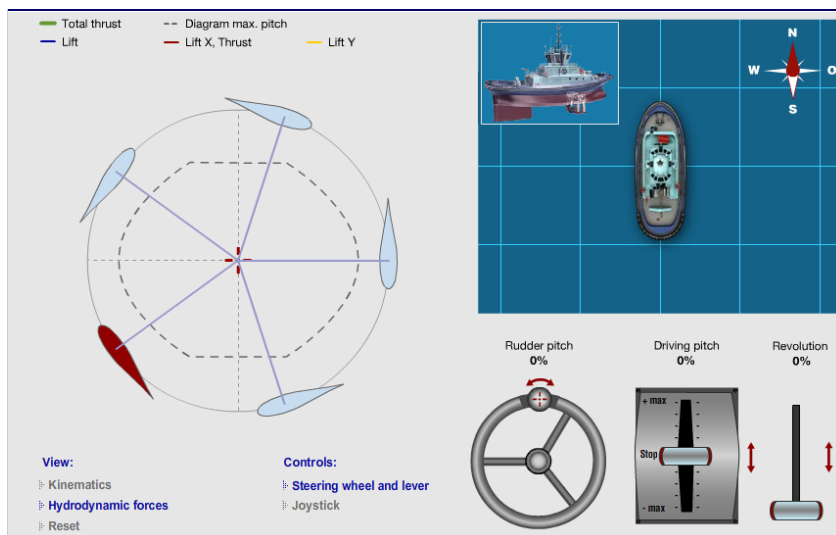 Total thrust
Diagram max. pitch
Lift
Lift X, Thrust
Lift Y
N
W
O
S
Rudder pitch
0%
Driving pitch
0%
Revolution
0%
+ max
Stop
- max
View:
Kinematics
Hydrodynamic forces
Reset
Controls:
Steering wheel and lever
Joystick